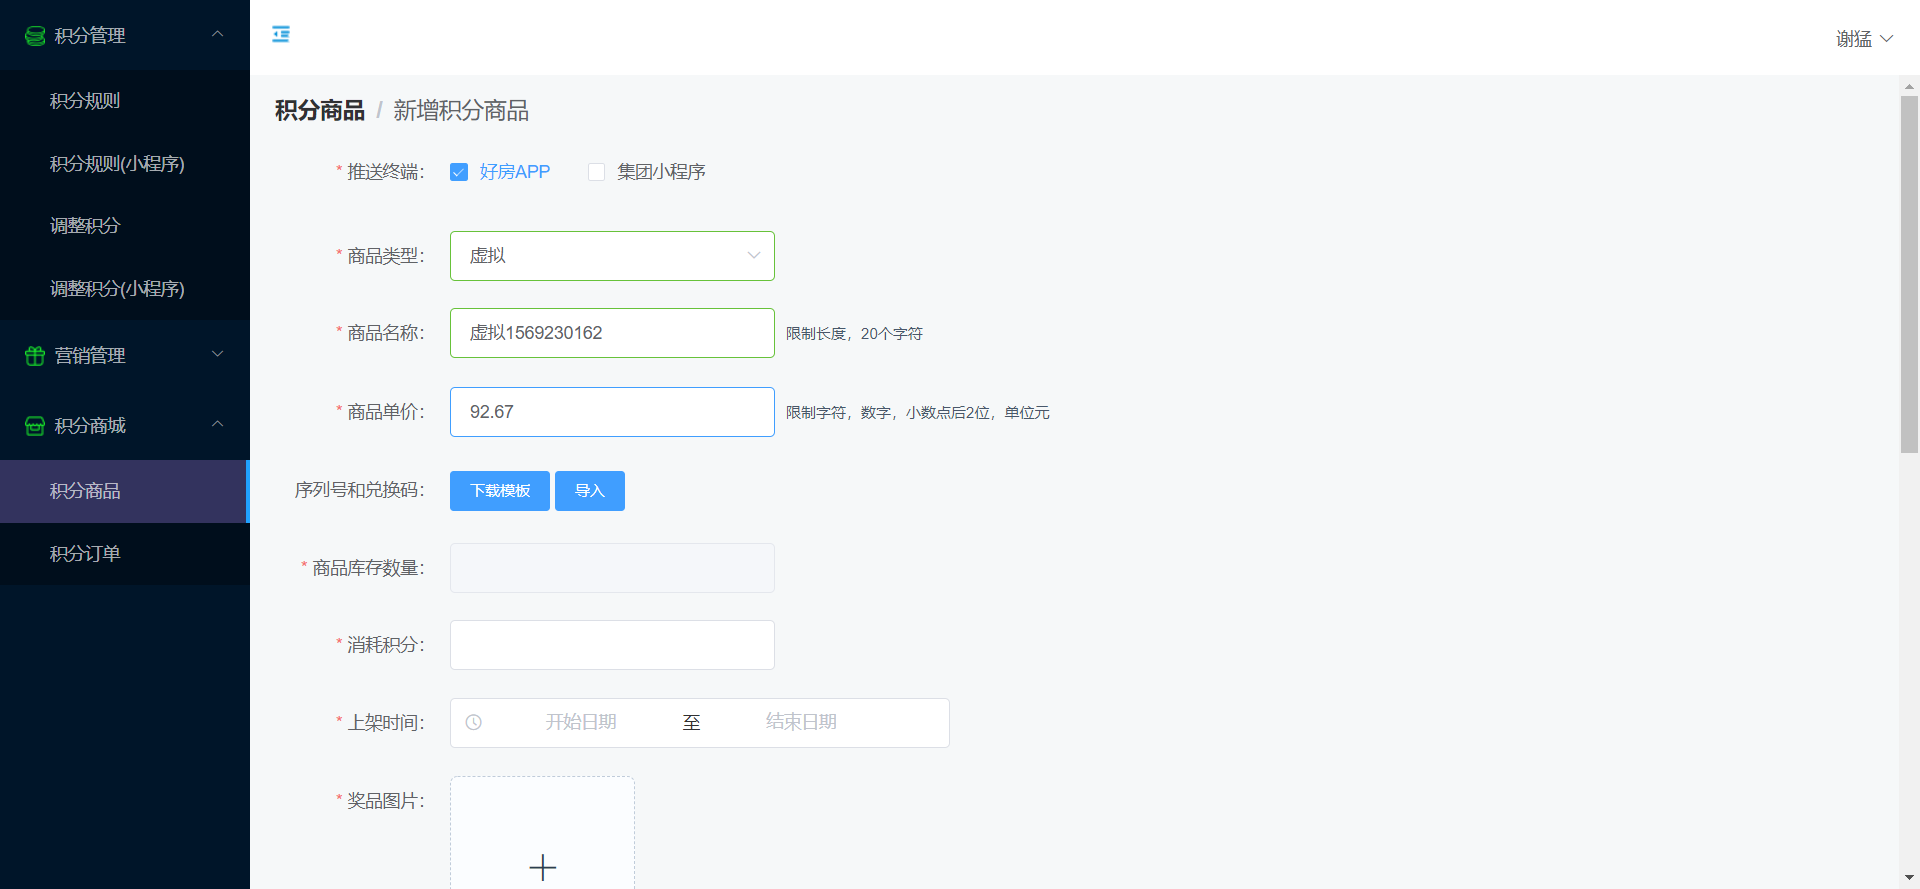 积分管理
积分规则
积分规则(小程序)
调整积分
调整积分(小程序)
营销管理
积分商城
积分商品
积分订单
谢猛
积分商品 / 新增积分商品
* 推送终端： 好房APP 集团小程序
* 商品类型： 虚拟
* 商品名称： 虚拟1569230162 限制长度，20个字符
* 商品单价： 92.67 限制字符，数字，小数点后2位，单位元
序列号和兑换码： 下载模板 导入
* 商品库存数量：
* 消耗积分：
* 上架时间： 开始日期 至 结束日期
* 奖品图片：